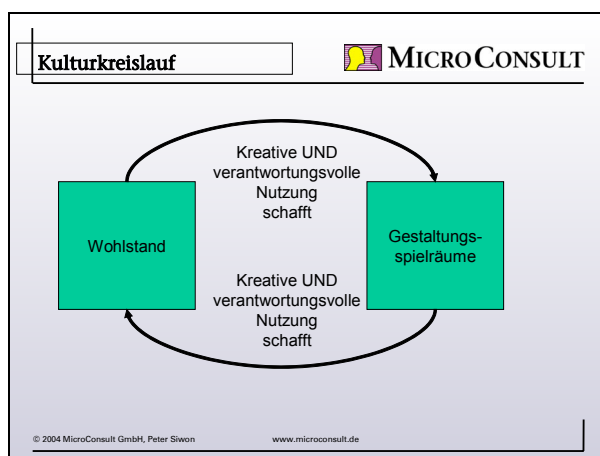 Kulturkreislauf
MICROCONSULT
Kreative UND
verantwortungsvolle
Nutzung
schafft
Wohlstand
Gestaltungs-
spielräume
Kreative UND
verantwortungsvolle
Nutzung
schafft
© 2004 MicroConsult GmbH, Peter Siwon
www.microconsult.de